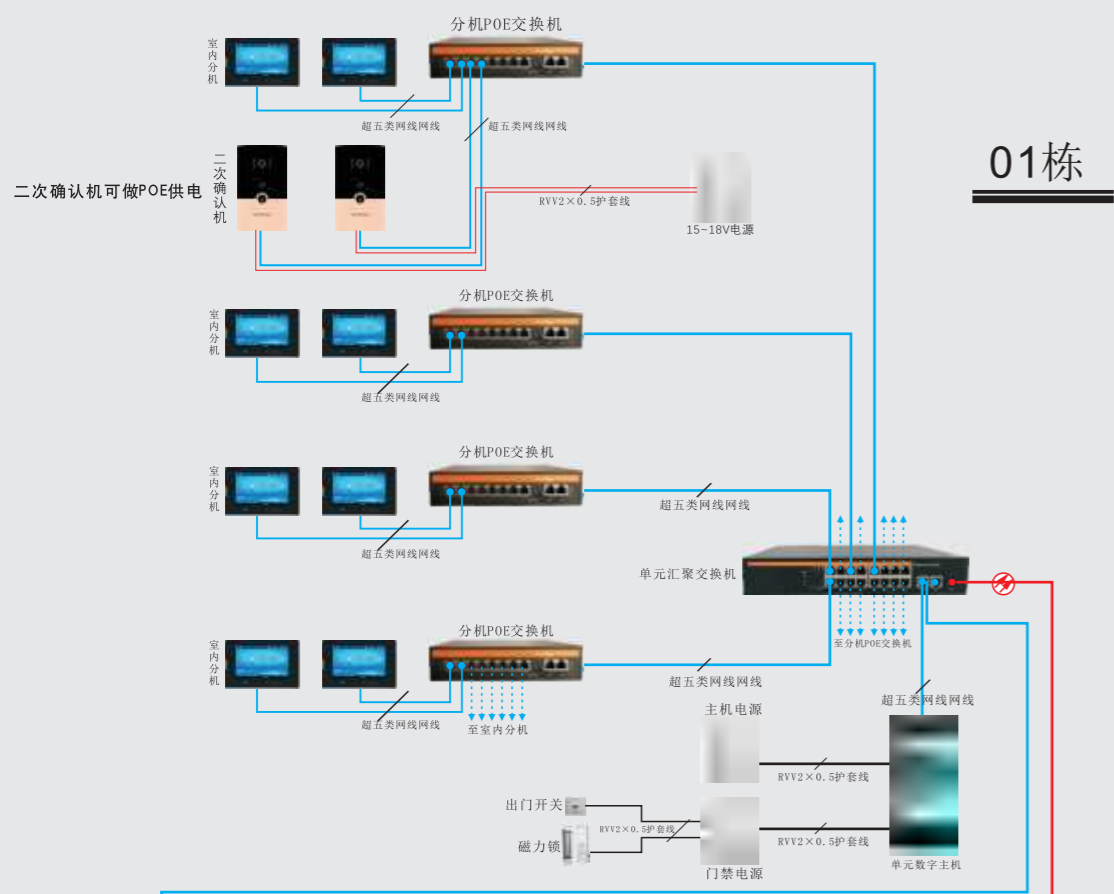 分机POE交换机
室内分机
超五类网线网线
超五类网线网线
01栋
二次确认机可做POE供电
二次确认机
RVV2×0.5护套线
15-18V电源
分机POE交换机
室内分机
超五类网线网线
分机POE交换机
室内分机
超五类网线网线
超五类网线网线
单元汇聚交换机
至分机POE交换机
分机POE交换机
室内分机
超五类网线网线
超五类网线网线
至室内分机
超五类网线网线
主机电源
RVV2×0.5护套线
出门开关
RVV2×0.5护套线
磁力锁
RVV2×0.5护套线
门禁电源
单元数字主机